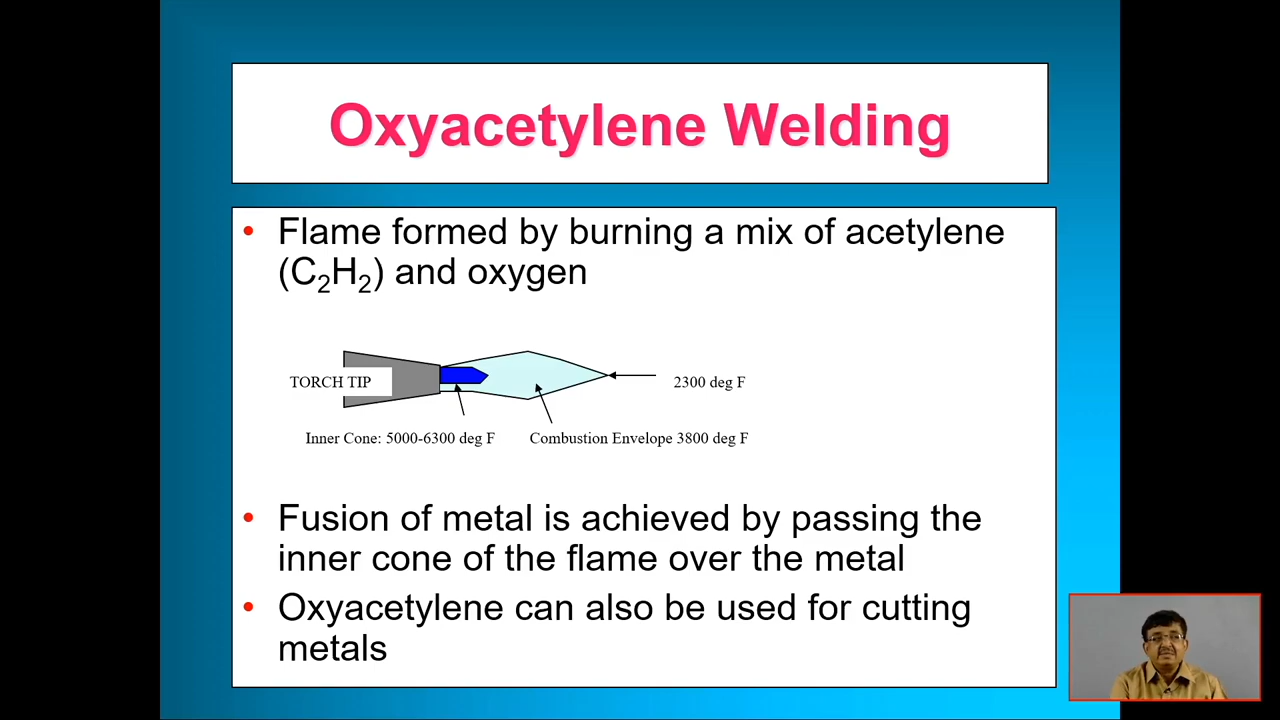 Oxyacetylene Welding
• Flame formed by burning a mix of acetylene
(C₂H₂) and oxygen
TORCH TIP
2300 deg F
Inner Cone: 5000-6300 deg F
Combustion Envelope 3800 deg F
• Fusion of metal is achieved by passing the
inner cone of the flame over the metal
• Oxyacetylene can also be used for cutting
metals